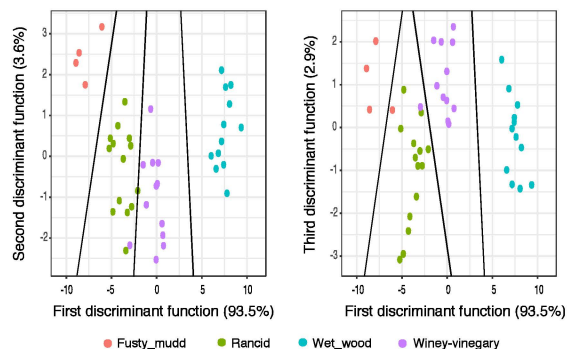 Second discriminant function (3.6%)
3
2
1
0
-1
-2
-10
-5
0
5
10
First discriminant function (93.5%)
Third discriminant function (2.9%)
2
1
0
-1
-2
-3
-10
-5
0
5
10
First discriminant function (93.5%)
Fusty_mudd
Rancid
Wet_wood
Winey-vinegary